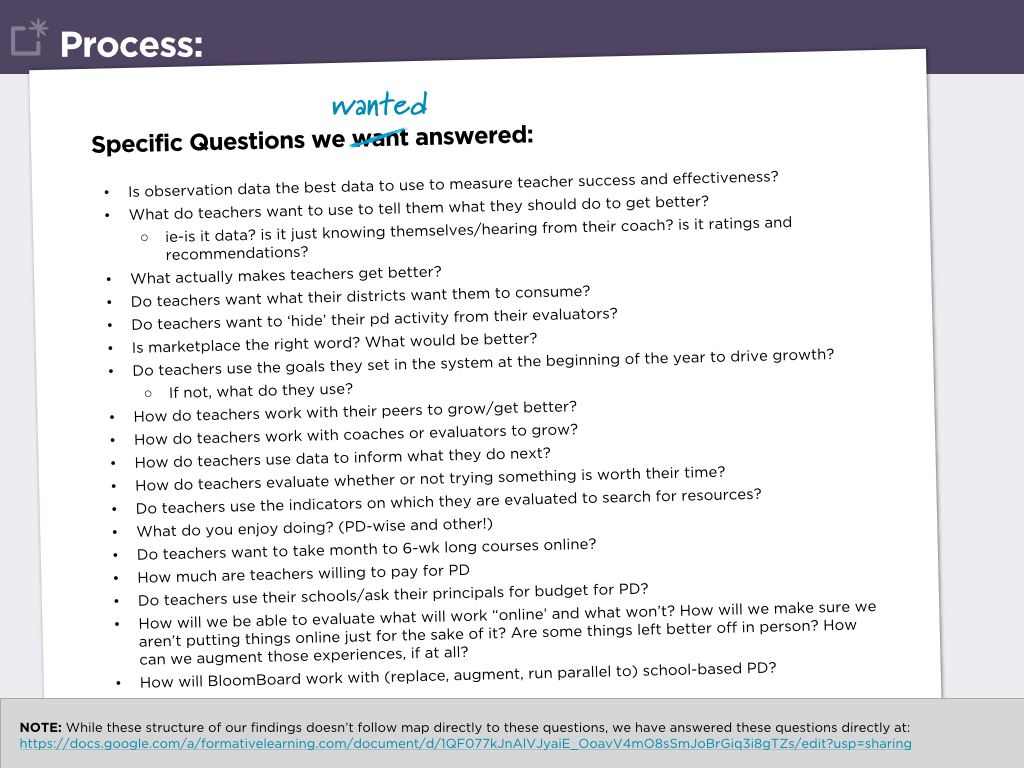 Process:
wanted
Specific Questions we want answered:
• Is observation data the best data to use to measure teacher success and effectiveness?
• What do teachers want to use to tell them what they should do to get better?
○ ie-is it data? is it just knowing themselves/hearing from their coach? is it ratings and
recommendations?
• What actually makes teachers get better?
• Do teachers want what their districts want them to consume?
• Do teachers want to ‘hide’ their pd activity from their evaluators?
• Is marketplace the right word? What would be better?
• Do teachers use the goals they set in the system at the beginning of the year to drive growth?
○ If not, what do they use?
• How do teachers work with their peers to grow/get better?
• How do teachers work with coaches or evaluators to grow?
• How do teachers use data to inform what they do next?
• How do teachers evaluate whether or not trying something is worth their time?
• Do teachers use the indicators on which they are evaluated to search for resources?
• What do you enjoy doing? (PD-wise and other!)
• Do teachers want to take month to 6-wk long courses online?
• How much are teachers willing to pay for PD
• Do teachers use their schools/ask their principals for budget for PD?
• How will we be able to evaluate what will work “online’ and what won’t? How will we make sure we
aren’t putting things online just for the sake of it? Are some things left better off in person? How
can we augment those experiences, if at all?
• How will BloomBoard work with (replace, augment, run parallel to) school-based PD?
NOTE: While these structure of our findings doesn’t follow map directly to these questions, we have answered these questions directly at:
https://docs.google.com/a/formativelearning.com/document/d/1QF077kJnAlVJyaiE_OoavV4mO8sSmJoBrGiq3i8gTZs/edit?usp=sharing